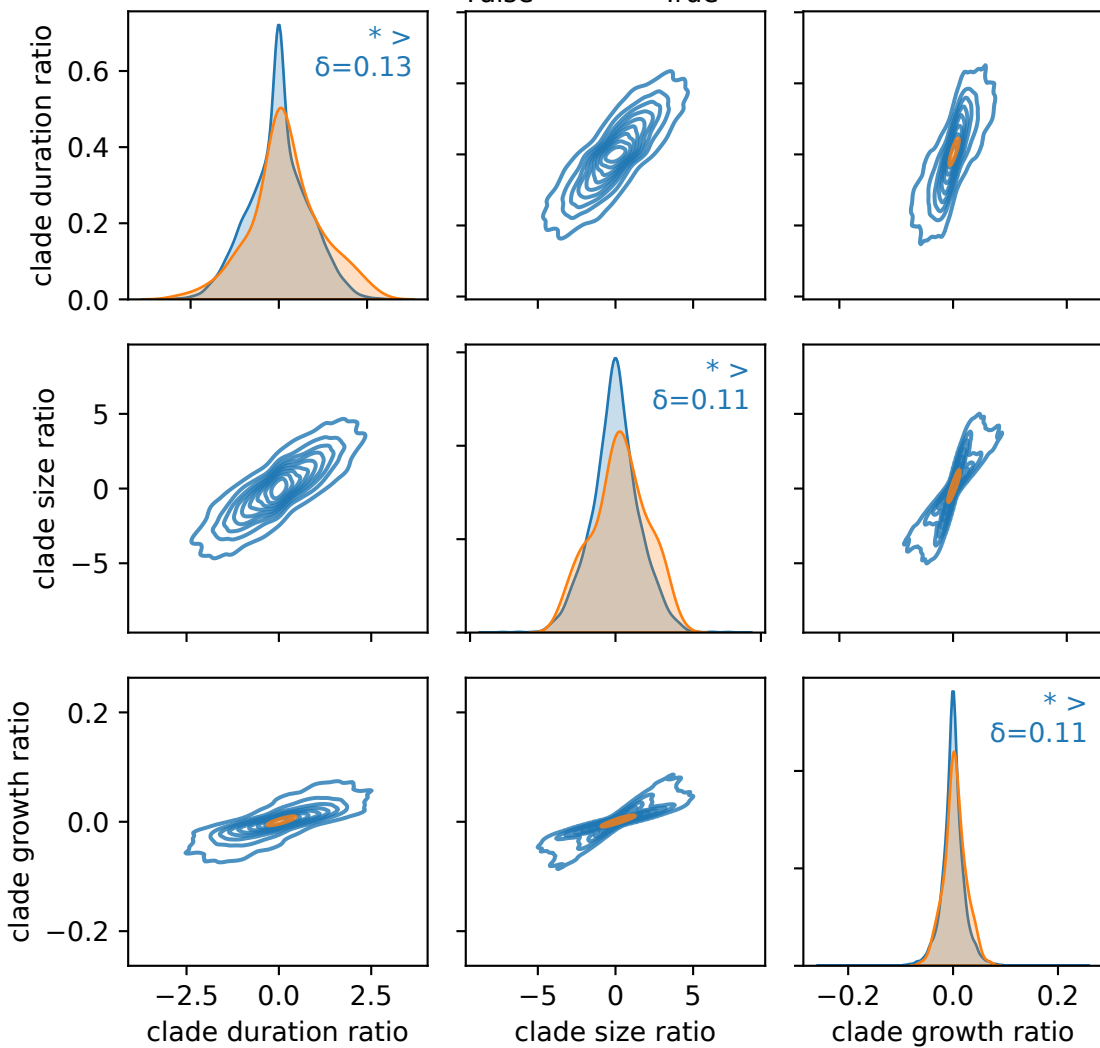 True
clade duration ratio
0.6
0.4
0.2
0.0
* >
δ=0.13
clade size ratio
5
0
−5
* >
δ=0.11
clade growth ratio
0.2
0.0
−0.2
* >
δ=0.11
−2.5 0.0 2.5
−5 0 5
−0.2 0.0 0.2
clade duration ratio
clade size ratio
clade growth ratio